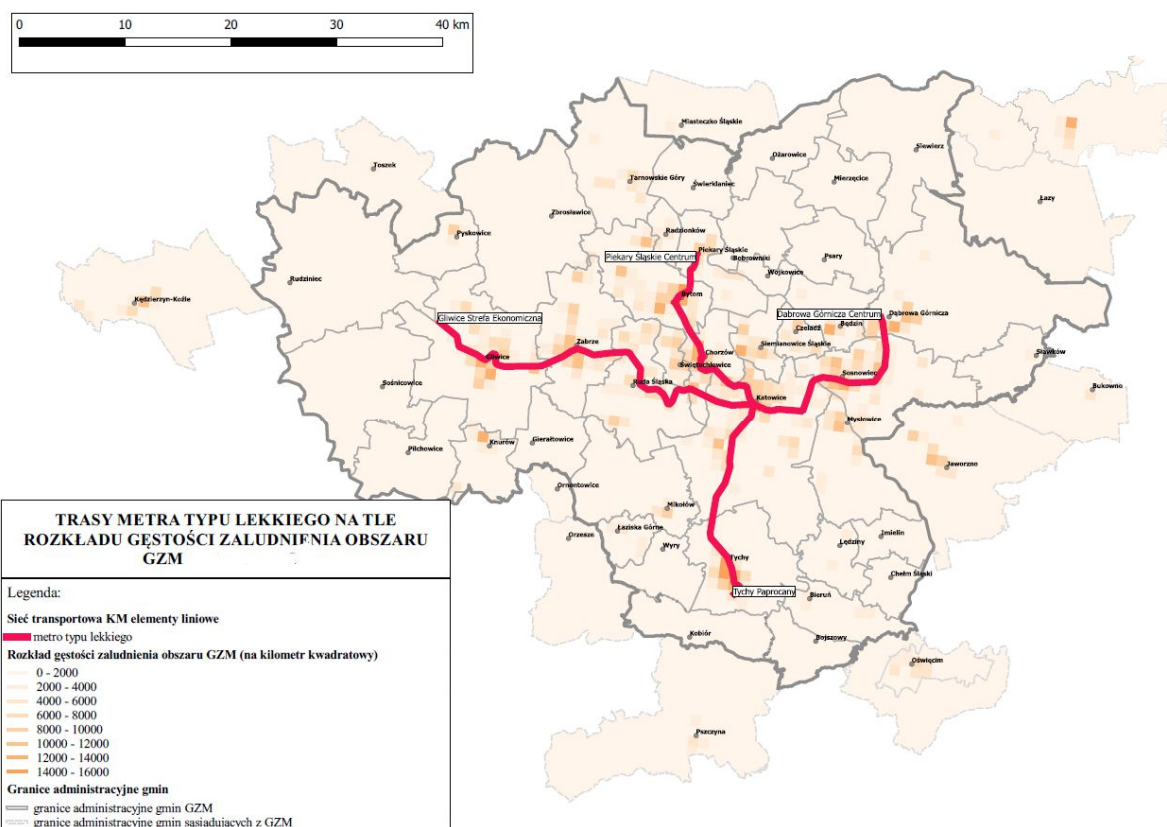 0 10 20 30 40 km
Miasteczko Śląskie
Toszek
Ożarowice
Siewierz
Tarnowskie Góry
Świerklaniec
Mierzęcice
Łazy
Zbrosławice
Pyskowice
Radzionków
Piekary Śląskie
Piekary Śląskie Centrum
Bobrowniki
Psary
Wojkowice
Rudziniec
Kędzierzyn-Koźle
Bytom
Gliwice Strefa Ekonomiczna
Dąbrowa Górnicza Centrum
Dąbrowa Górnicza
Będzin
Czeladź
Zabrze
Siemianowice Śląskie
Gliwice
Chorzów
Świętochłowice
Sławków
Sośnicowice
Ruda Śląska
Sosnowiec
Bukowno
Katowice
Mysłowice
Knurów
Gierałtowice
Pilchowice
Jaworzno
Ornontowice
Mikołów
Łaziska Górne
Orzesze
Wyry
Imielin
Lędziny
Tychy
Chełm Śląski
Tychy Paprocany
Bieruń
Kobiór
Bojszowy
Oświęcim
Pszczyna
TRASY METRA TYPU LEKKIEGO NA TLE
ROZKŁADU GĘSTOŚCI ZALUDNIENIA OBSZARU
GZM
Legenda:
Sieć transportowa KM elementy liniowe
metro typu lekkiego
Rozkład gęstości zaludnienia obszaru GZM (na kilometr kwadratowy)
0 - 2000
2000 - 4000
4000 - 6000
6000 - 8000
8000 - 10000
10000 - 12000
12000 - 14000
14000 - 16000
Granice administracyjne gmin
granice administracyjne gmin GZM
granice administracyjne gmin sąsiadujących z GZM